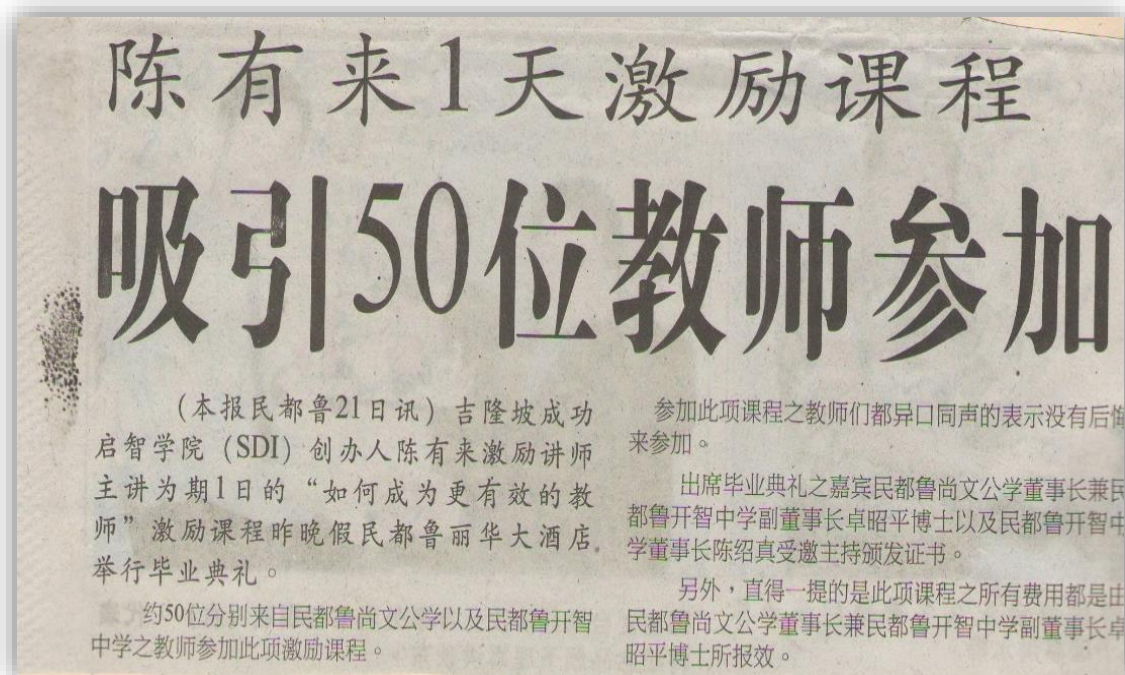 陈有来1天激励课程
吸引50位教师参加
(本报民都鲁21日讯)吉隆坡成功
启智学院(SDI)创办人陈有来激励讲师
主讲为期1日的“如何成为更有效的教
师”激励课程昨晚假民都鲁丽华大酒店
举行毕业典礼。
约50位分别来自民都鲁尚文公学以及民都鲁开智
中学之教师参加此项激励课程。
参加此项课程之教师们都异口同声的表示没有后悔
来参加。
出席毕业典礼之嘉宾民都鲁尚文公学董事长兼民
都鲁开智中学副董事长卓昭平博士以及民都鲁开智中
学董事长陈绍真受邀主持颁发证书。
另外，直得一提的是此项课程之所有费用都是由
民都鲁尚文公学董事长兼民都鲁开智中学副董事长卓
昭平博士所报效。